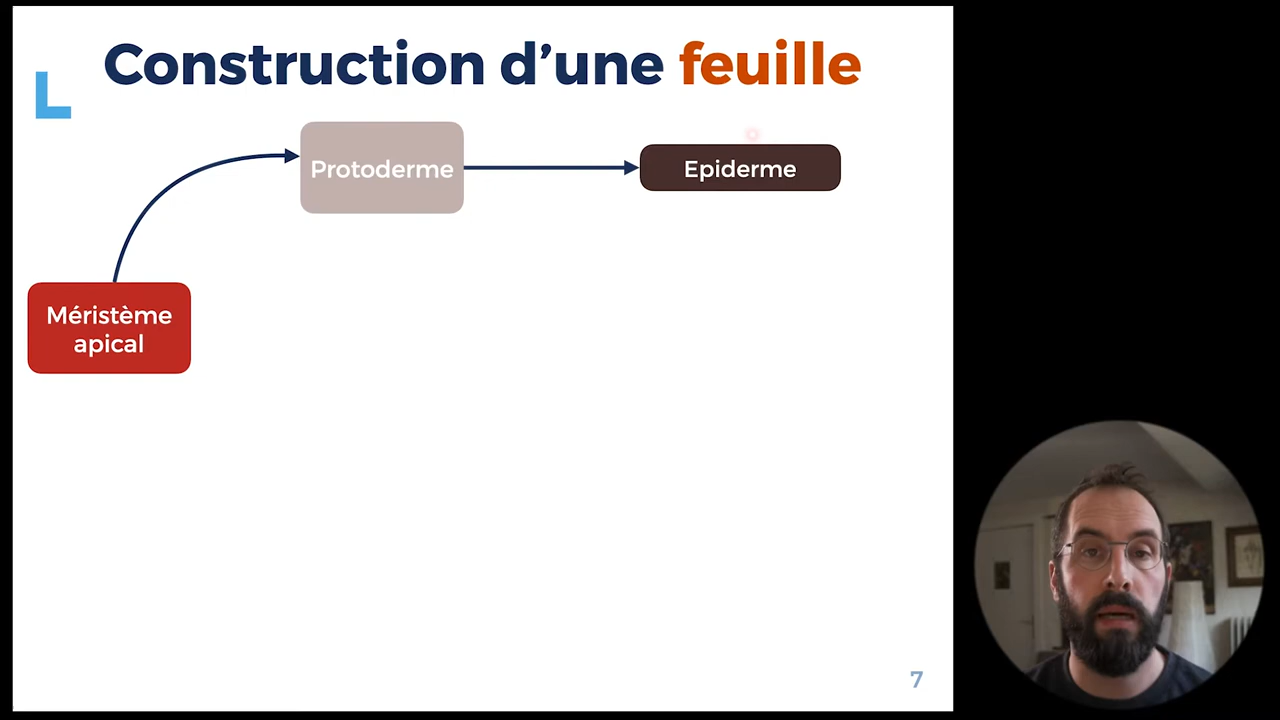 Construction d’une feuille
Protoderme
Epiderme
Méristème
apical
7